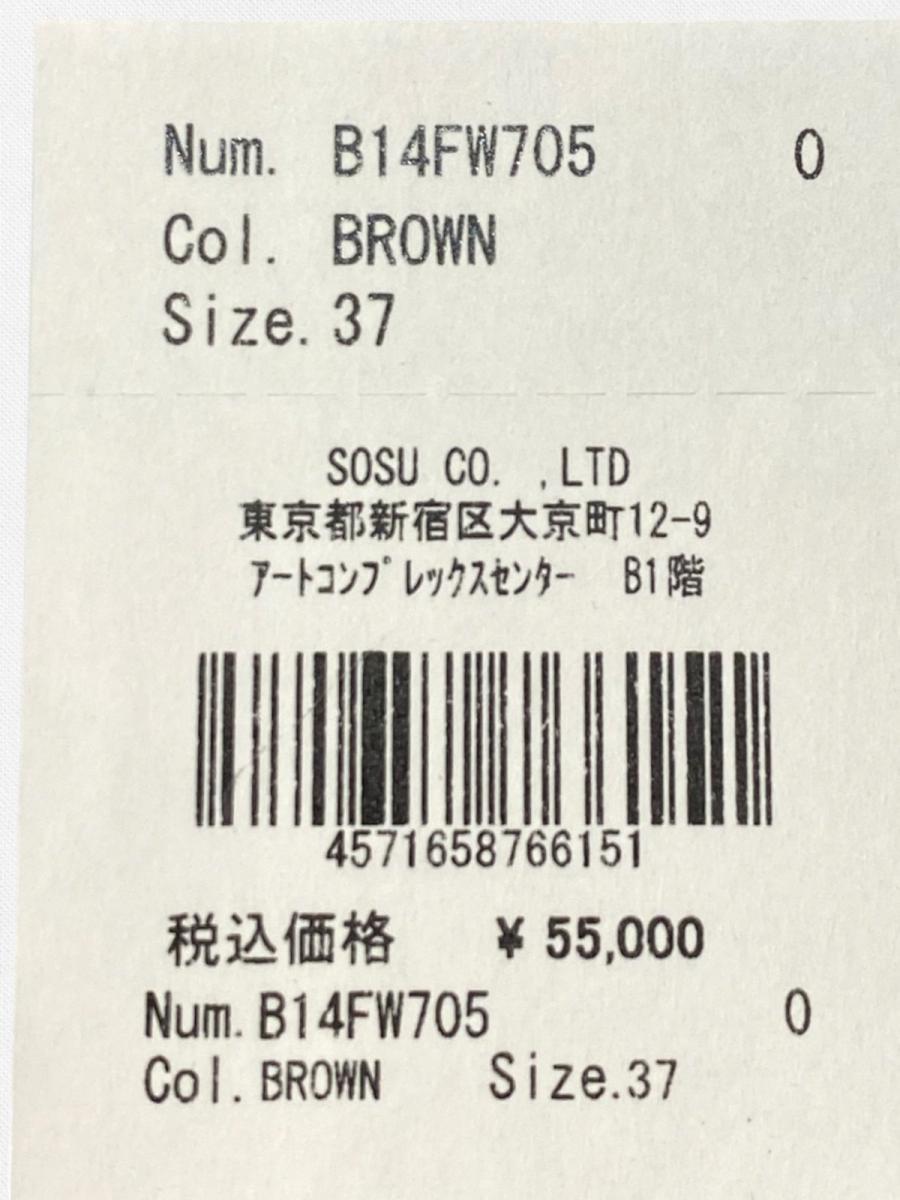 Num. B14FW705 0
Col. BROWN
Size. 37
SOSU CO. ,LTD
東京都新宿区大京町12-9
ｱｰﾄｺﾝﾌﾟﾚｯｸｽｾﾝﾀｰ B1階
4571658766151
税込価格 ¥ 55,000
Num. B14FW705 0
Col. BROWN Size. 37